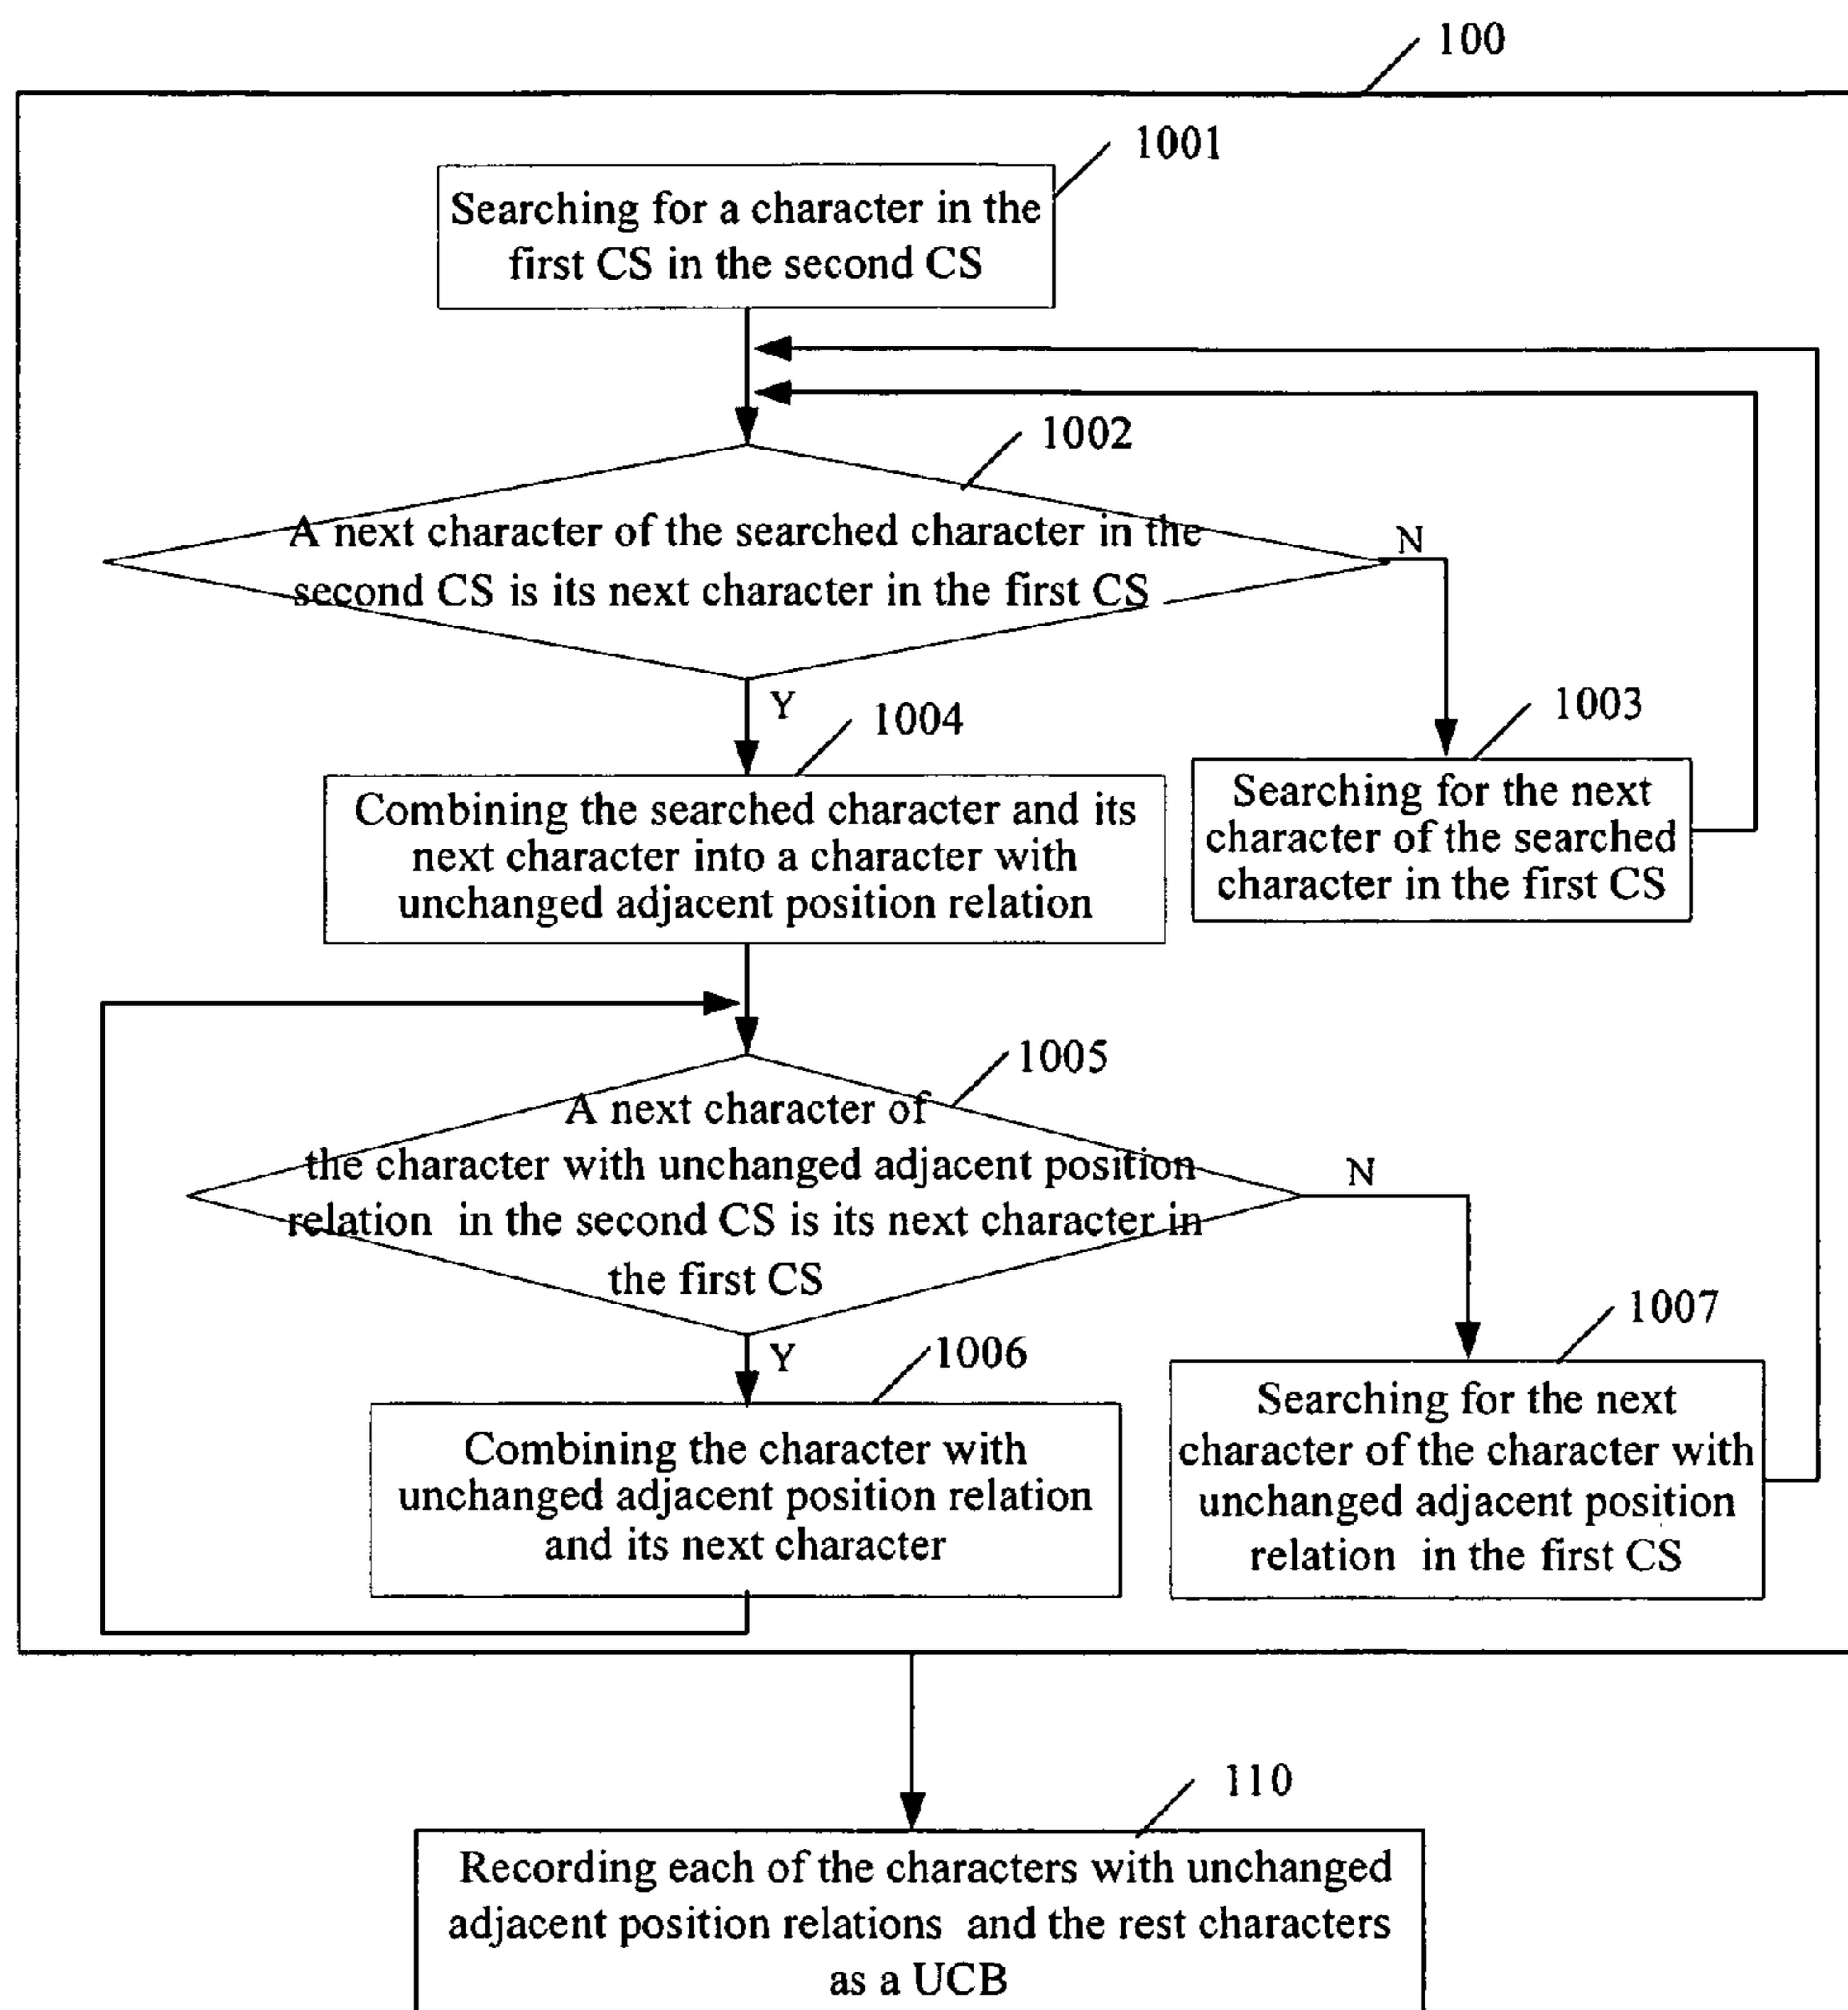 100
1001
Searching for a character in the
first CS in the second CS
1002
A next character of the searched character in the
second CS is its next character in the first CS
N
Y
1003
1004
Searching for the next
character of the searched
character in the first CS
Combining the searched character and its
next character into a character with
unchanged adjacent position relation
1005
A next character of
the character with unchanged adjacent position
relation in the second CS is its next character in
the first CS
N
Y
1006
1007
Combining the character with
unchanged adjacent position relation
and its next character
Searching for the next
character of the character with
unchanged adjacent position
relation in the first CS
110
Recording each of the characters with unchanged
adjacent position relations and the rest characters
as a UCB